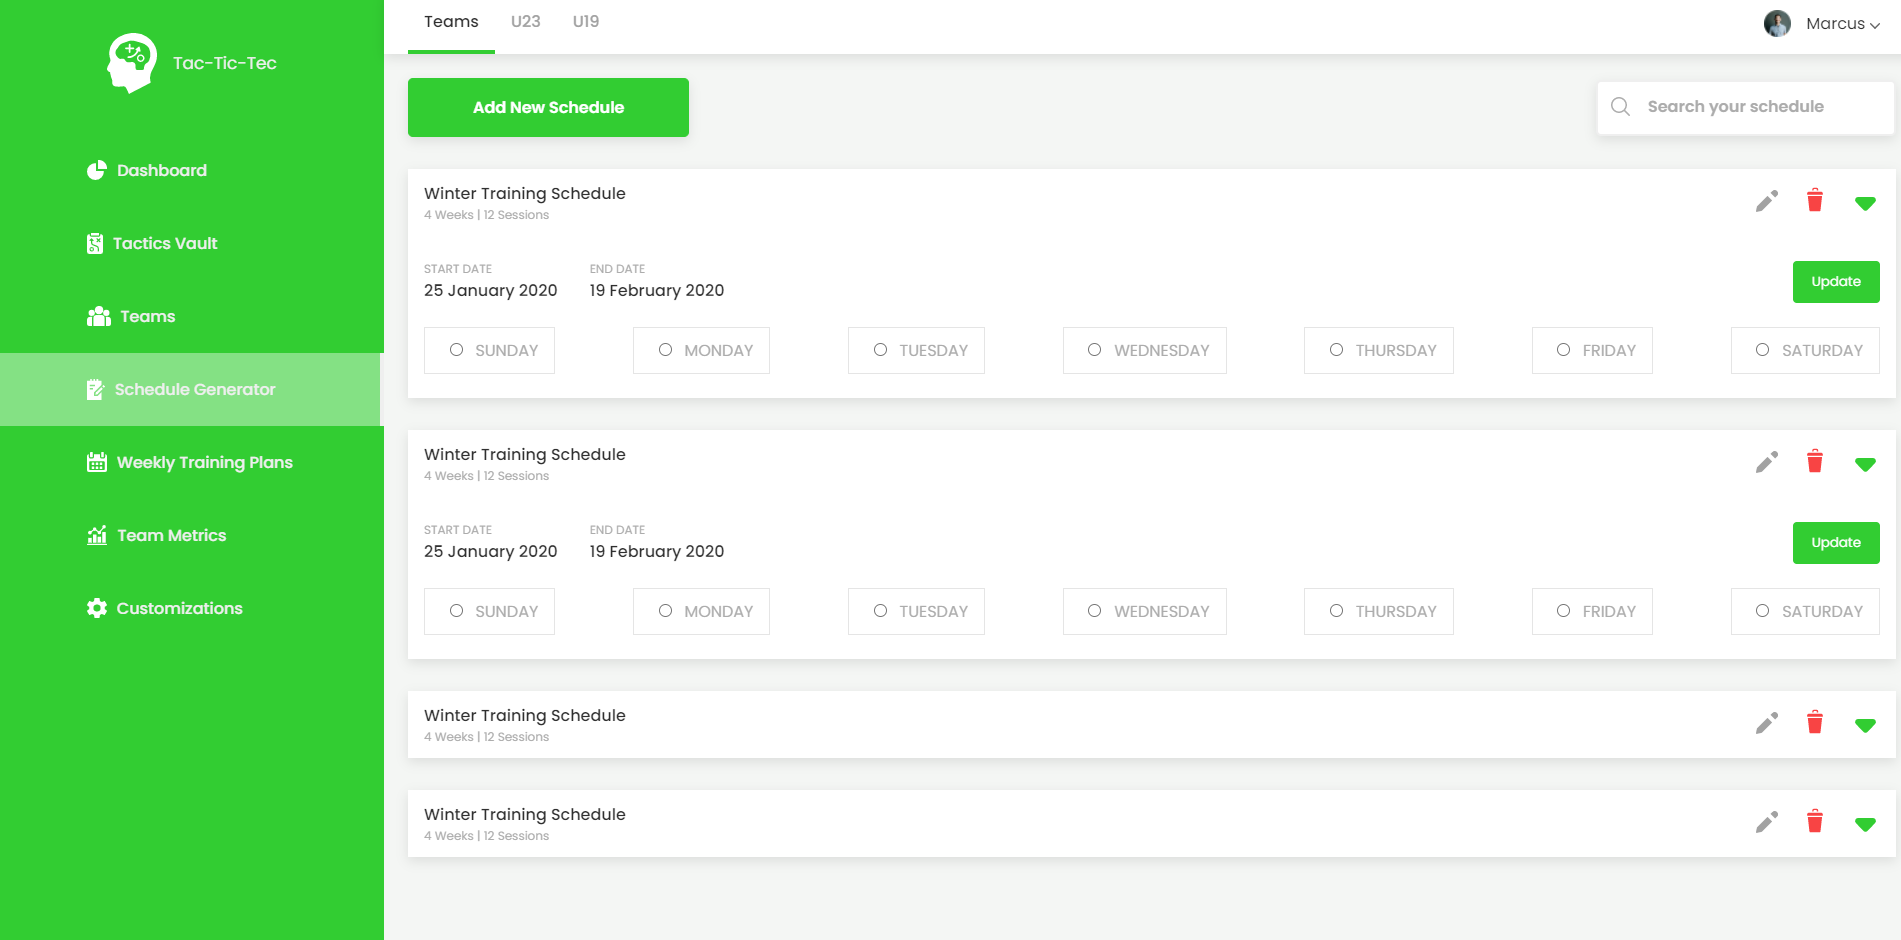 Tac-Tic-Tec
Dashboard
Tactics Vault
Teams
Schedule Generator
Weekly Training Plans
Team Metrics
Customizations
Teams U23 U19
Marcus
Add New Schedule
Search your schedule
Winter Training Schedule
4 Weeks | 12 Sessions
START DATE END DATE
25 January 2020 19 February 2020
Update
SUNDAY MONDAY TUESDAY WEDNESDAY THURSDAY FRIDAY SATURDAY
Winter Training Schedule
4 Weeks | 12 Sessions
START DATE END DATE
25 January 2020 19 February 2020
Update
SUNDAY MONDAY TUESDAY WEDNESDAY THURSDAY FRIDAY SATURDAY
Winter Training Schedule
4 Weeks | 12 Sessions
Winter Training Schedule
4 Weeks | 12 Sessions